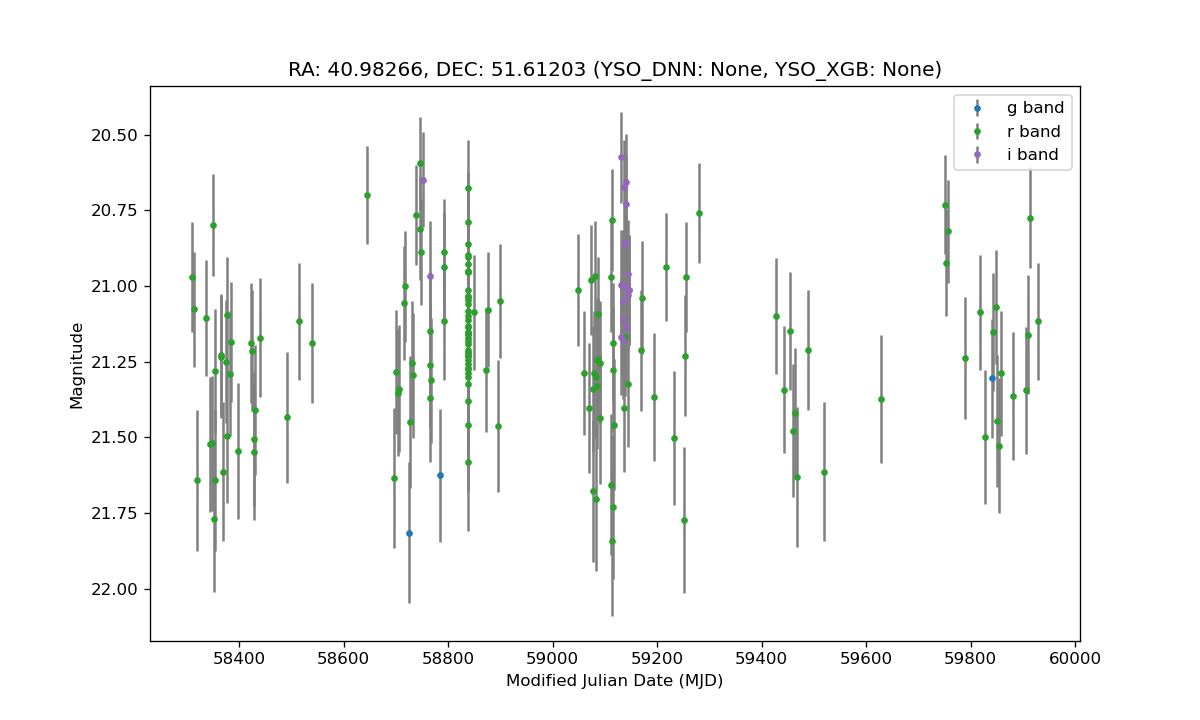 RA: 40.98266, DEC: 51.61203 (YSO_DNN: None, YSO_XGB: None)
g band
r band
i band
20.50
20.75
21.00
21.25
21.50
21.75
22.00
Magnitude
58400 58600 58800 59000 59200 59400 59600 59800 60000
Modified Julian Date (MJD)